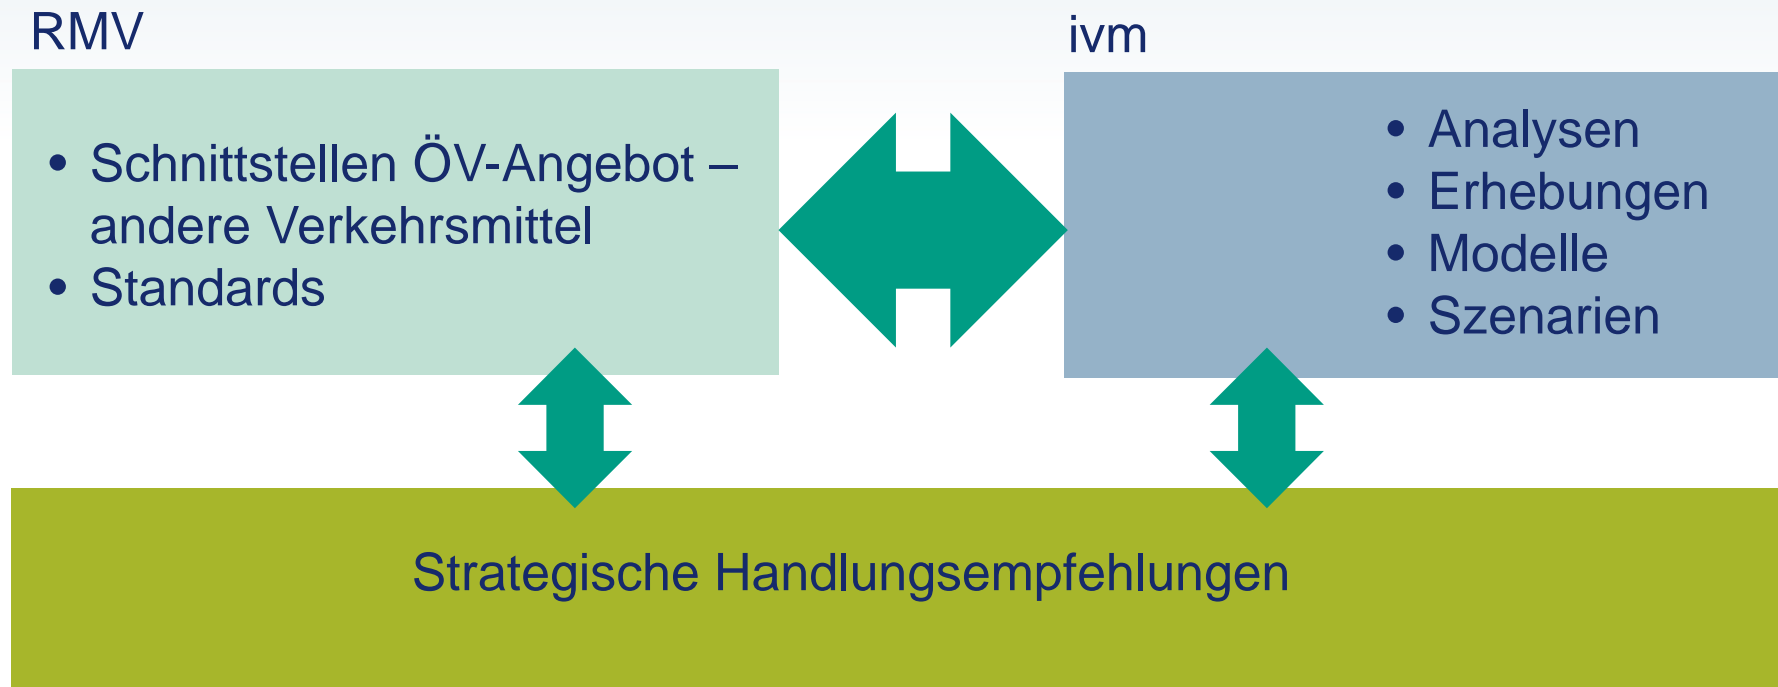 RMV
• Schnittstellen ÖV-Angebot –
andere Verkehrsmittel
• Standards
ivm
• Analysen
• Erhebungen
• Modelle
• Szenarien
Strategische Handlungsempfehlungen